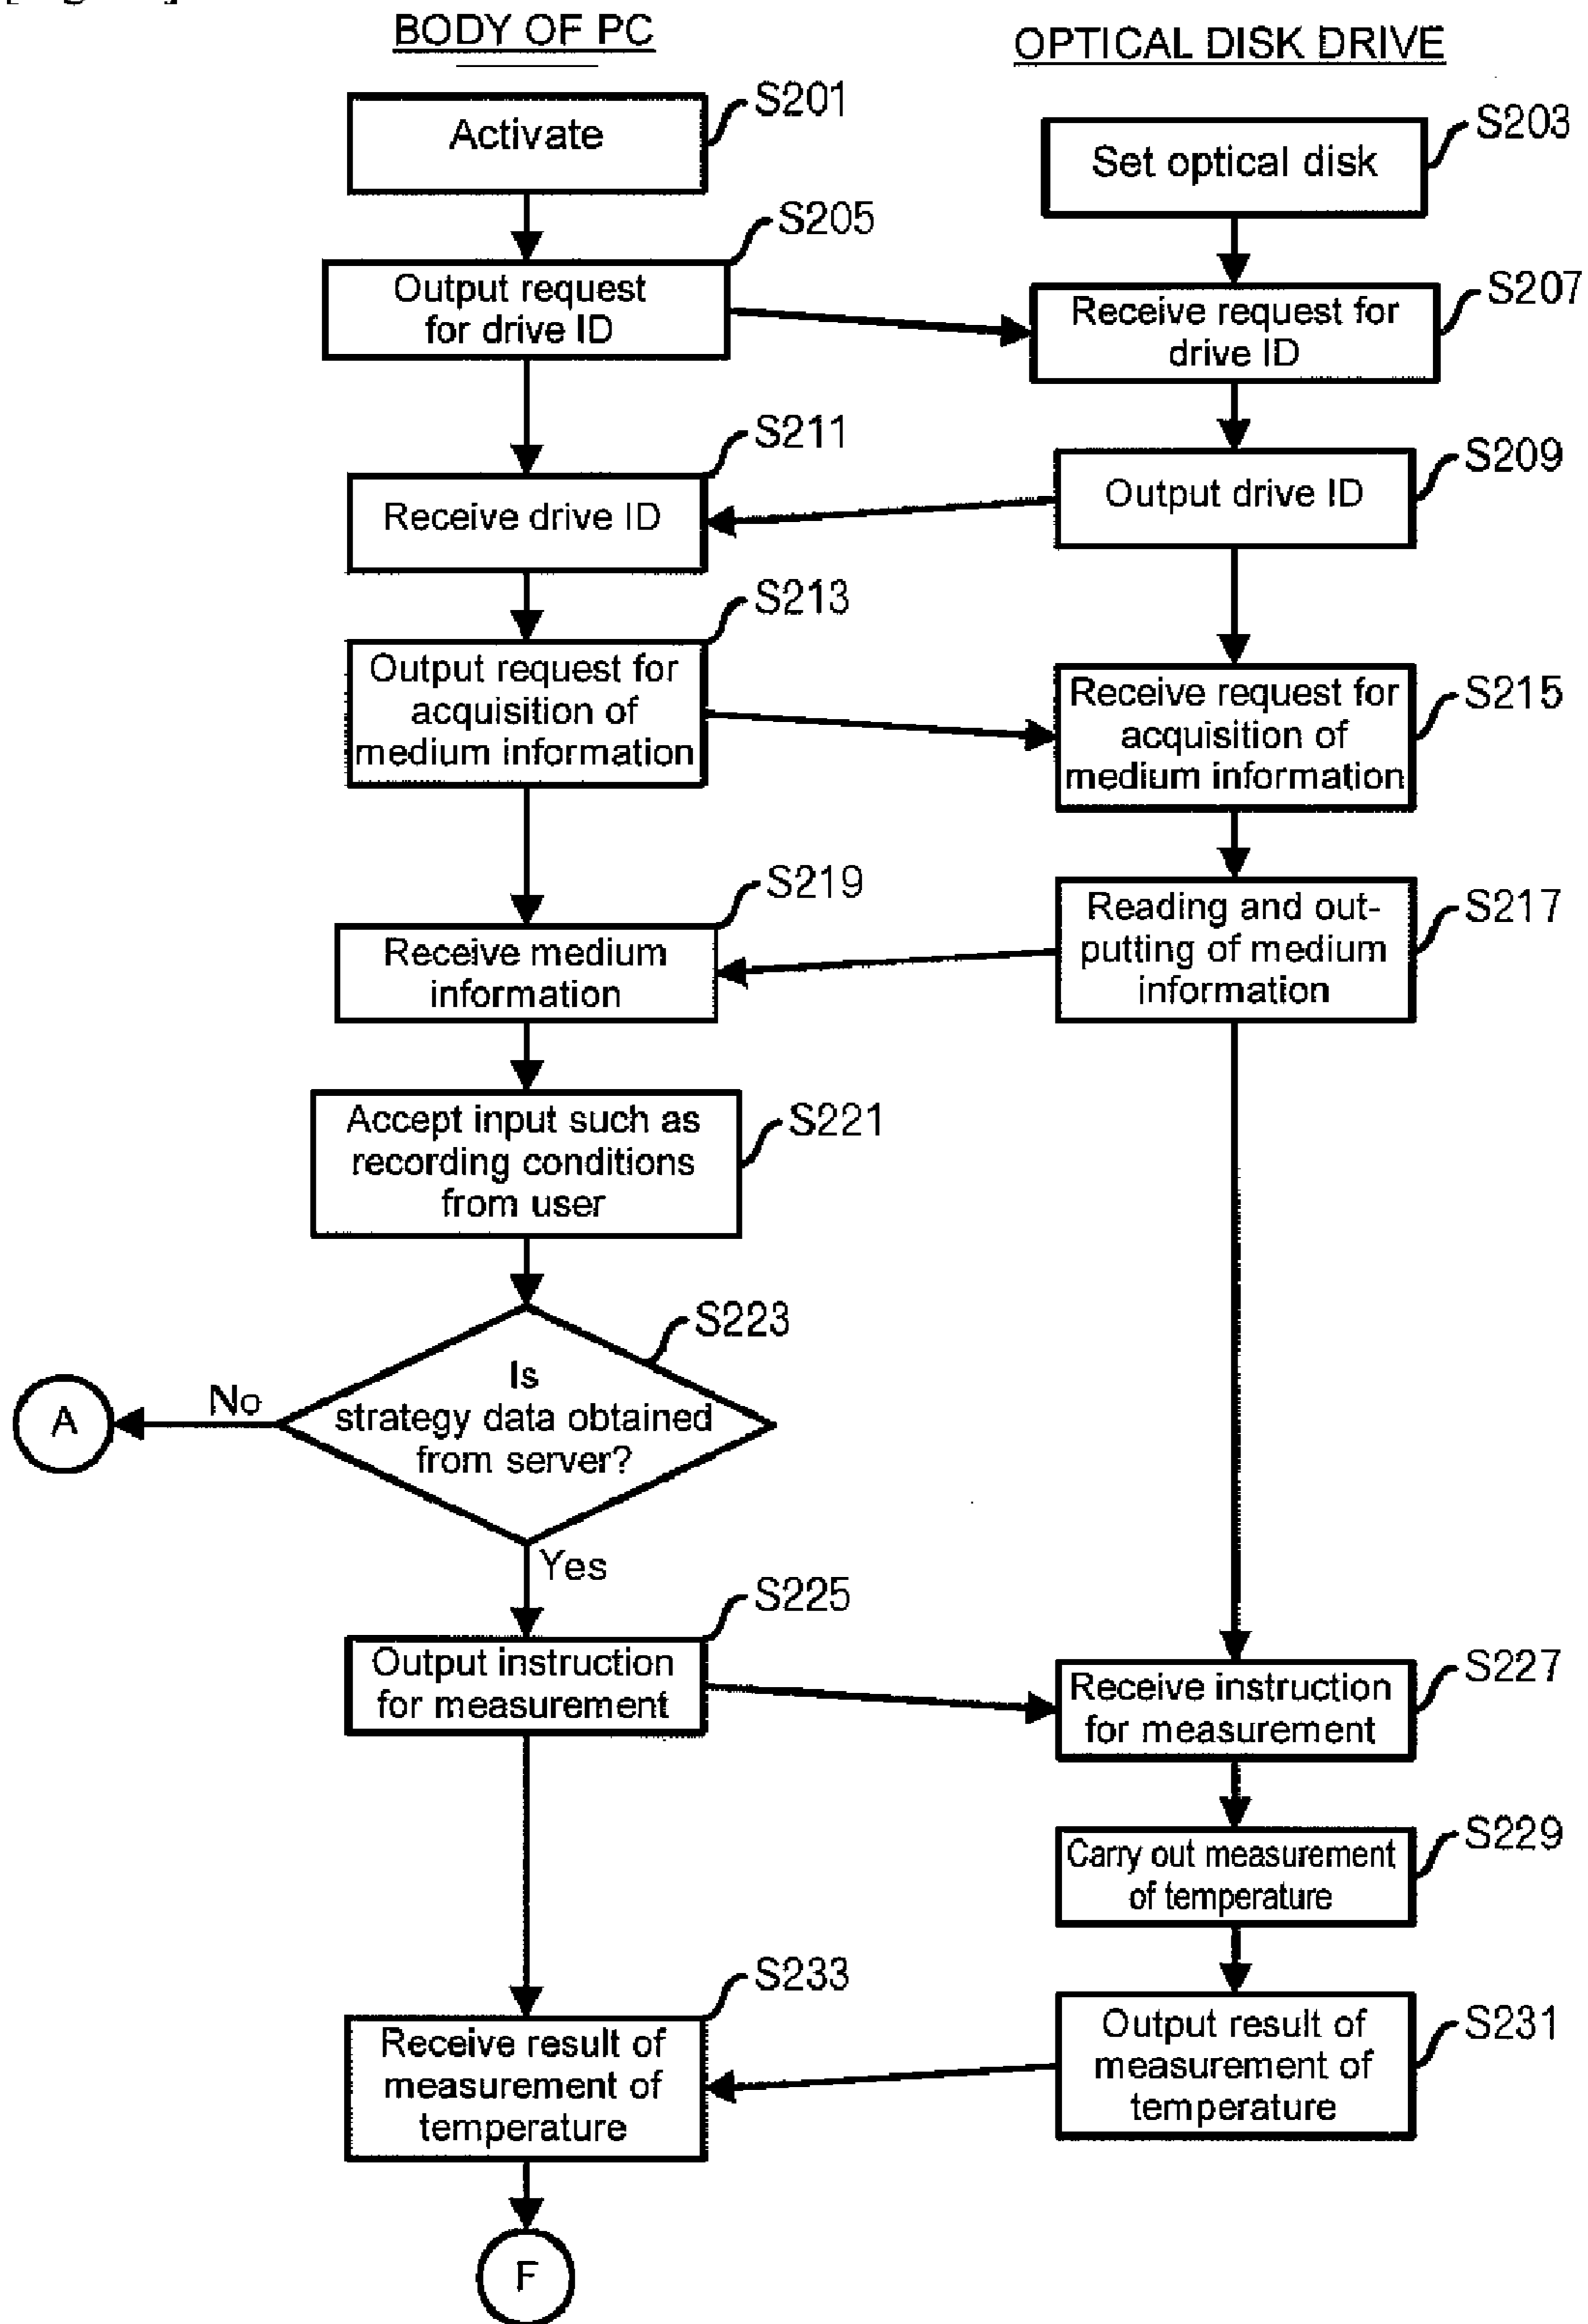 BODY OF PC
OPTICAL DISK DRIVE
S201
Activate
S203
Set optical disk
S205
Output request
for drive ID
S207
Receive request for
drive ID
S211
Receive drive ID
S209
Output drive ID
S213
Output request for
acquisition of
medium information
S215
Receive request for
acquisition of
medium information
S219
Receive medium
information
S217
Reading and out-
putting of medium
information
S221
Accept input such as
recording conditions
from user
S223
Is
strategy data obtained
from server?
No
A
Yes
S225
Output instruction
for measurement
S227
Receive instruction
for measurement
S229
Carry out measurement
of temperature
S233
Receive result of
measurement of
temperature
S231
Output result of
measurement of
temperature
F